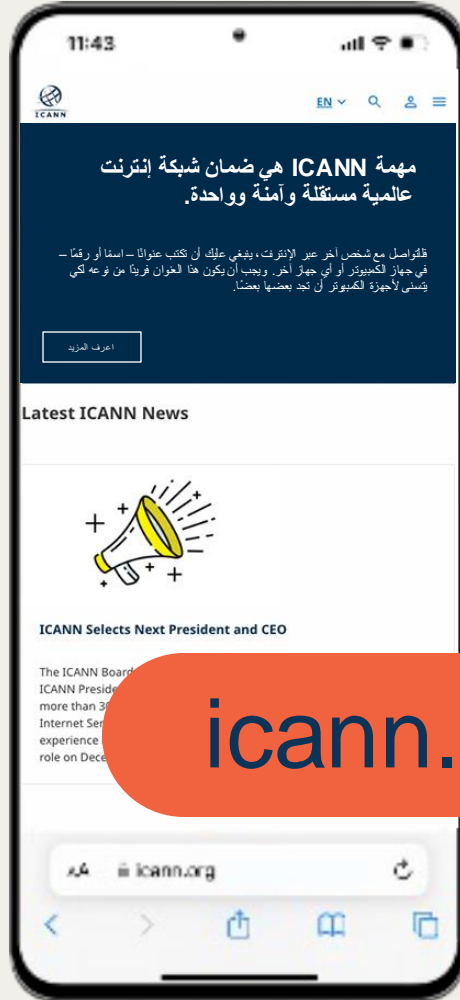 11:43
ICANN
EN
مهمة ICANN هي ضمان شبكة إنترنت
عالمية مستقلة وآمنة وواحدة.
فللتواصل مع شخص آخر عبر الإنترنت، ينبغي عليك أن تكتب عنوانًا – اسمًا أو رقمًا –
في جهاز الكمبيوتر أو أي جهاز آخر. ويجب أن يكون هذا العنوان فريدًا من نوعه لكي
يتسنى لأجهزة الكمبيوتر أن تجد بعضها بعضًا.
اعرف المزيد
Latest ICANN News
ICANN Selects Next President and CEO
The ICANN Board
ICANN Preside
more than 30
Internet Ser
experience
role on Dece
icann.
AA icann.org